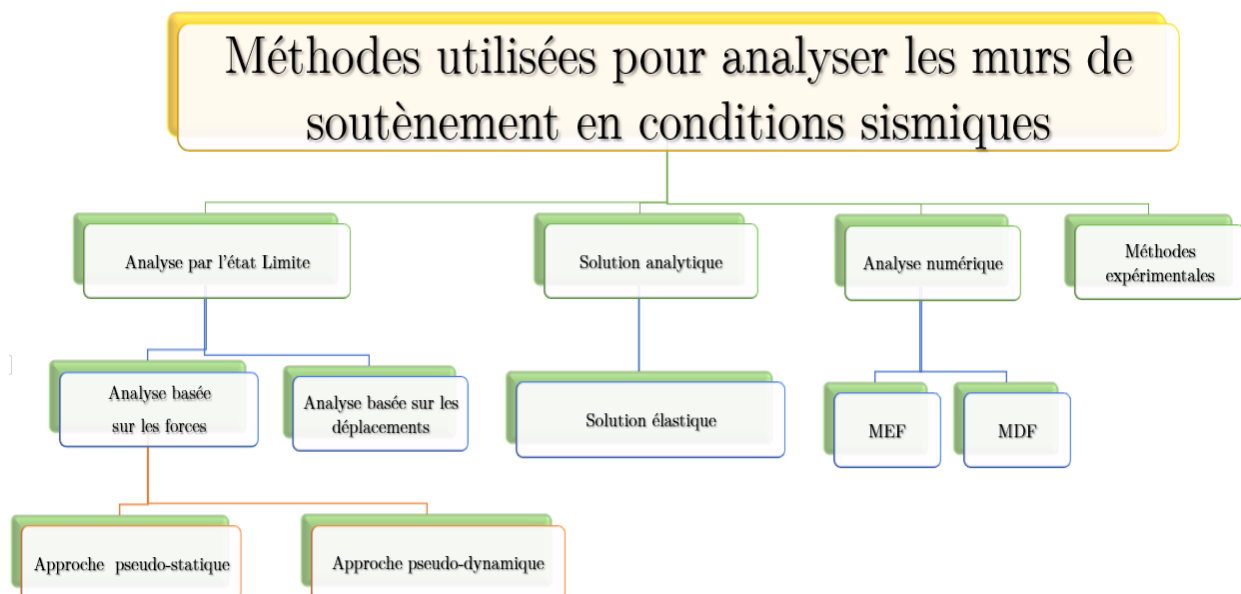 Méthodes utilisées pour analyser les murs de
soutènement en conditions sismiques
Analyse par l'état Limite
Solution analytique
Analyse numérique
Méthodes
expérimentales
Analyse basée
sur les forces
Analyse basée sur les
déplacements
Solution élastique
MEF
MDF
Approche pseudo-statique
Approche pseudo-dynamique